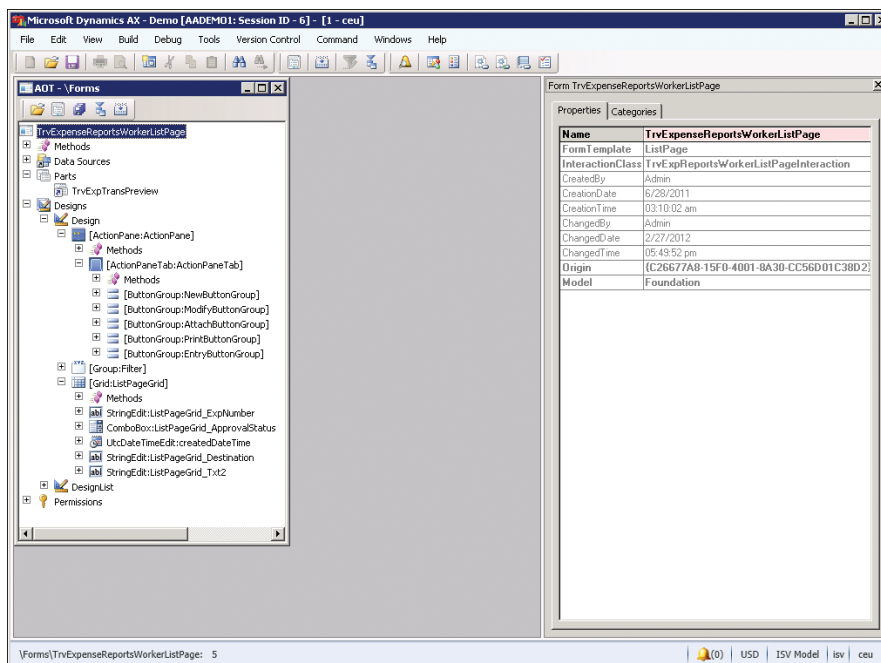 Microsoft Dynamics AX - Demo [AADEMO1: Session ID - 6] - [1 - ceu]
File Edit View Build Debug Tools Version Control Command Windows Help
AOT - \Forms
TrvExpenseReportsWorkerListPage
Methods
Data Sources
Parts
TrvExpTransPreview
Designs
Design
[ActionPane:ActionPane]
Methods
[ActionPaneTab:ActionPaneTab]
Methods
[ButtonGroup:NewButtonGroup]
[ButtonGroup:ModifyButtonGroup]
[ButtonGroup:AttachButtonGroup]
[ButtonGroup:PrintButtonGroup]
[ButtonGroup:EntryButtonGroup]
[Group:Filter]
[Grid:ListPageGrid]
Methods
StringEdit:ListPageGrid_ExpNumber
ComboBox:ListPageGrid_ApprovalStatus
UtcDateTimeEdit:createdDateTime
StringEdit:ListPageGrid_Destination
StringEdit:ListPageGrid_Txt2
DesignList
Permissions
Form TrvExpenseReportsWorkerListPage
Properties Categories
Name TrvExpenseReportsWorkerListPage
FormTemplate ListPage
InteractionClass TrvExpReportsWorkerListPageInteraction
CreatedBy Admin
CreationDate 6/28/2011
CreationTime 03:10:02 am
ChangedBy Admin
ChangedDate 2/27/2012
ChangedTime 05:49:52 pm
Origin {C26677A8-15F0-4001-8A30-CC56D01C38D2}
Model Foundation
\Forms\TrvExpenseReportsWorkerListPage: 5
(0) USD ISV Model isv ceu